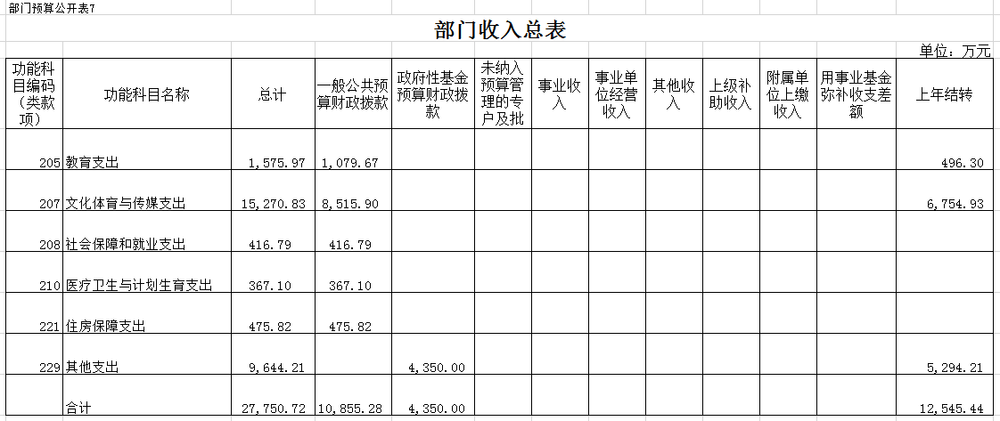 部门预算公开表7
部门收入总表
单位：万元
功能科目编码（类款项） 功能科目名称 总计 一般公共预算财政拨款 政府性基金预算财政拨款 未纳入预算管理的专户及批 事业收入 事业单位经营收入 其他收入 上级补助收入 附属单位上缴收入 用事业基金弥补收支差额 上年结转
205 教育支出 1,575.97 1,079.67 496.30
207 文化体育与传媒支出 15,270.83 8,515.90 6,754.93
208 社会保障和就业支出 416.79 416.79
210 医疗卫生与计划生育支出 367.10 367.10
221 住房保障支出 475.82 475.82
229 其他支出 9,644.21 4,350.00 5,294.21
合计 27,750.72 10,855.28 4,350.00 12,545.44